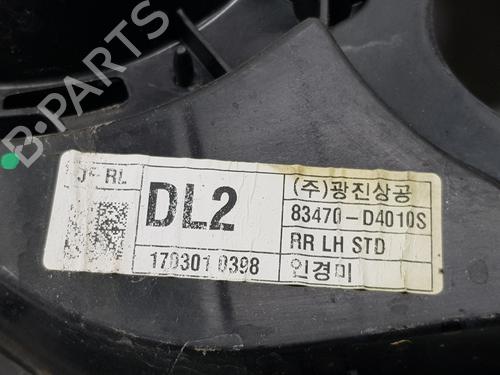 B-PARTS
JF RL
DL2
170301 0398
(주)광진상공
83470-D4010S
RR LH STD
인경미